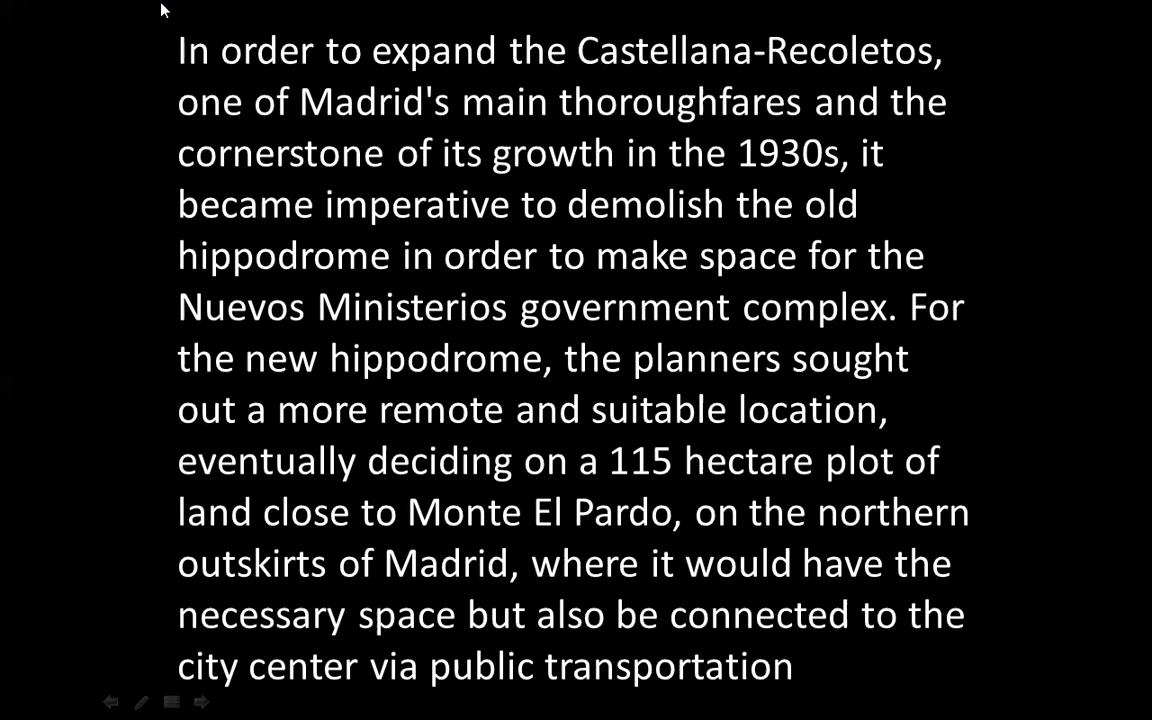 In order to expand the Castellana-Recoletos,
one of Madrid's main thoroughfares and the
cornerstone of its growth in the 1930s, it
became imperative to demolish the old
hippodrome in order to make space for the
Nuevos Ministerios government complex. For
the new hippodrome, the planners sought
out a more remote and suitable location,
eventually deciding on a 115 hectare plot of
land close to Monte El Pardo, on the northern
outskirts of Madrid, where it would have the
necessary space but also be connected to the
city center via public transportation